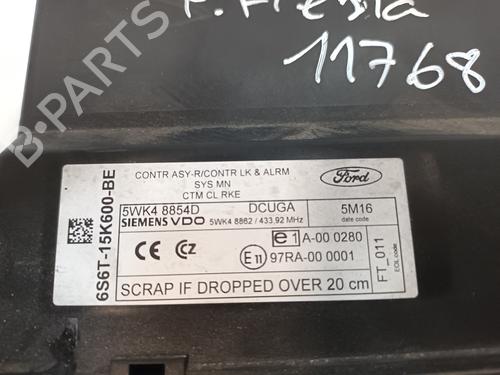 F. Fiesta
11768
B-PARTS
CONTR ASY-R/CONTR LK & ALRM
SYS MN
CTM CL RKE
Ford
5WK4 8854D
DCUGA
5M16
SIEMENS VDO
5WK4 8862 / 433.92 MHz
date code
6S6T-15K600-BE
CE
CZ
e1 A-00 0280
E11 97RA-00 0001
FT_011
EOL code
SCRAP IF DROPPED OVER 20 cm